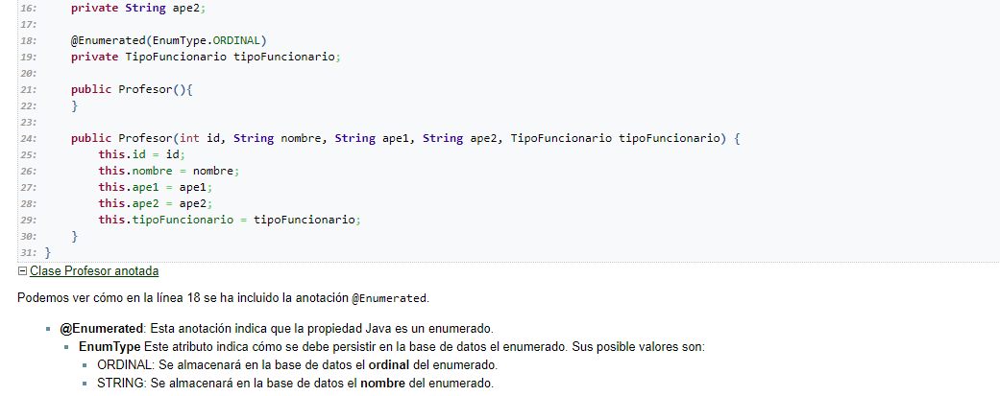 16: private String ape2;
17:
18: @Enumerated(EnumType.ORDINAL)
19: private TipoFuncionario tipoFuncionario;
20:
21: public Profesor(){
22: }
23:
24: public Profesor(int id, String nombre, String ape1, String ape2, TipoFuncionario tipoFuncionario) {
25: this.id = id;
26: this.nombre = nombre;
27: this.ape1 = ape1;
28: this.ape2 = ape2;
29: this.tipoFuncionario = tipoFuncionario;
30: }
31: }
Clase Profesor anotada
Podemos ver cómo en la línea 18 se ha incluido la anotación @Enumerated.
@Enumerated: Esta anotación indica que la propiedad Java es un enumerado.
EnumType Este atributo indica cómo se debe persistir en la base de datos el enumerado. Sus posible valores son:
ORDINAL: Se almacenará en la base de datos el ordinal del enumerado.
STRING: Se almacenará en la base de datos el nombre del enumerado.